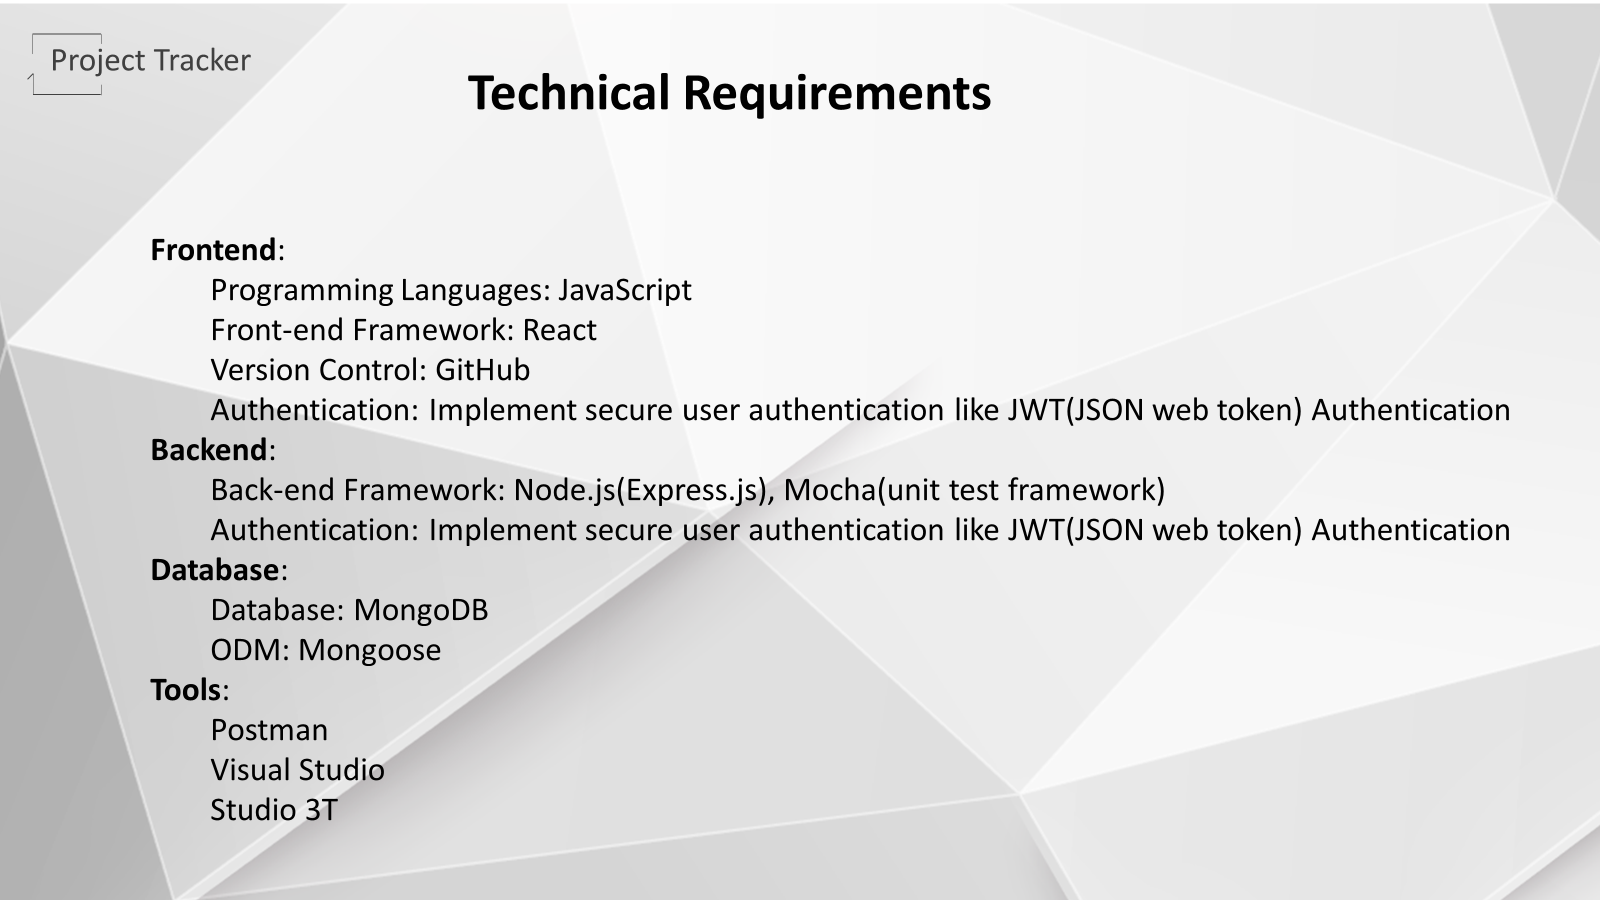 Project Tracker
Technical Requirements
Frontend:
Programming Languages: JavaScript
Front-end Framework: React
Version Control: GitHub
Authentication: Implement secure user authentication like JWT(JSON web token) Authentication
Backend:
Back-end Framework: Node.js(Express.js), Mocha(unit test framework)
Authentication: Implement secure user authentication like JWT(JSON web token) Authentication
Database:
Database: MongoDB
ODM: Mongoose
Tools:
Postman
Visual Studio
Studio 3T